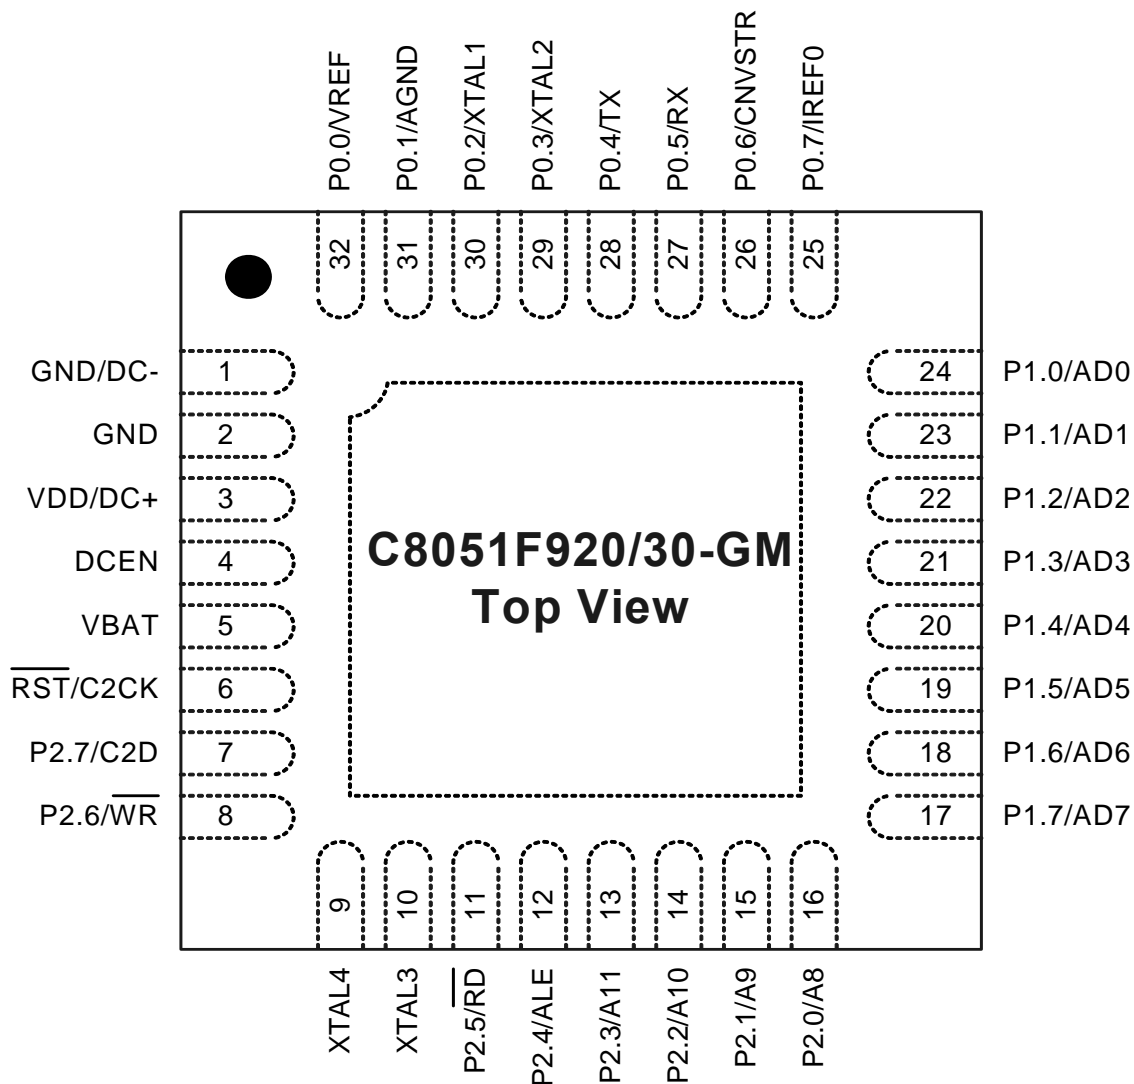 P0.0/VREF
P0.1/AGND
P0.2/XTAL1
P0.3/XTAL2
P0.4/TX
P0.5/RX
P0.6/CNVSTR
P0.7/IREF0
32
31
30
29
28
27
26
25
GND/DC-
1
GND
2
VDD/DC+
3
DCEN
4
VBAT
5
R̅S̅T̅/C2CK
6
P2.7/C2D
7
P2.6/W̅R̅
8
C8051F920/30-GM
Top View
24
P1.0/AD0
23
P1.1/AD1
22
P1.2/AD2
21
P1.3/AD3
20
P1.4/AD4
19
P1.5/AD5
18
P1.6/AD6
17
P1.7/AD7
9
10
11
12
13
14
15
16
XTAL4
XTAL3
P2.5/R̅D̅
P2.4/ALE
P2.3/A11
P2.2/A10
P2.1/A9
P2.0/A8